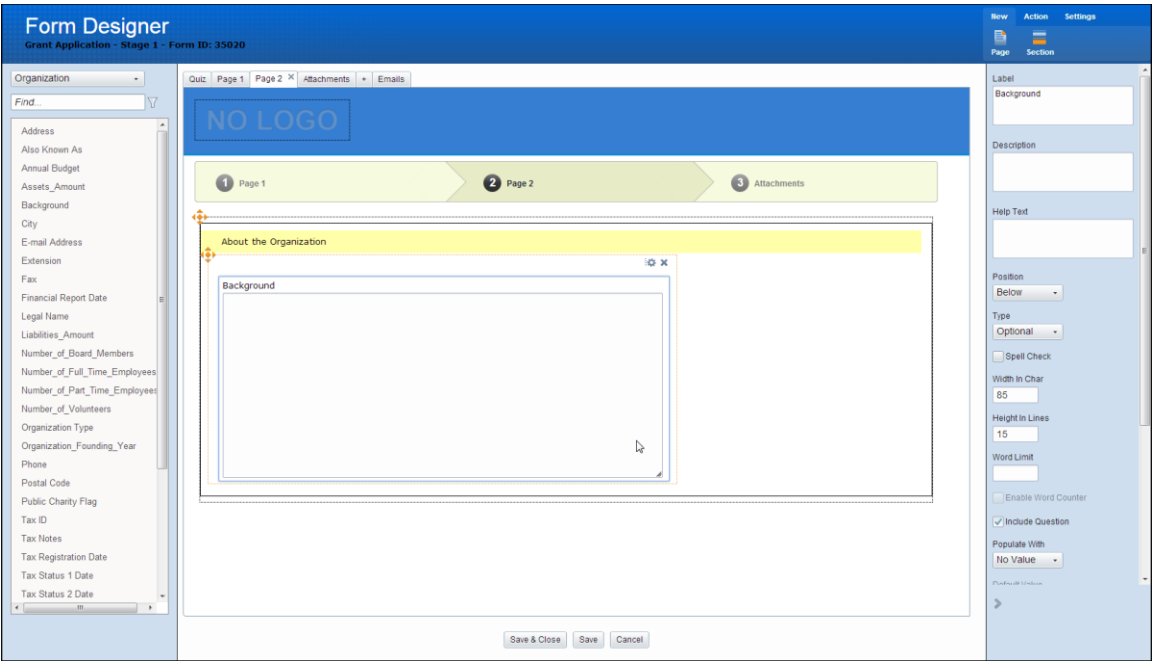 Form Designer
Grant Application - Stage 1 - Form ID: 35020
New Action Settings
Page Section
Organization
Find...
Address
Also Known As
Annual Budget
Assets_Amount
Background
City
E-mail Address
Extension
Fax
Financial Report Date
Legal Name
Liabilities_Amount
Number_of_Board_Members
Number_of_Full_Time_Employees
Number_of_Part_Time_Employees
Number_of_Volunteers
Organization Type
Organization_Founding_Year
Phone
Postal Code
Public Charity Flag
Tax ID
Tax Notes
Tax Registration Date
Tax Status 1 Date
Tax Status 2 Date
Quiz Page 1 Page 2 × Attachments + Emails
NO LOGO
1 Page 1 2 Page 2 3 Attachments
About the Organization
Background
Save & Close Save Cancel
Label
Background
Description
Help Text
Position
Below
Type
Optional
Spell Check
Width In Char
85
Height In Lines
15
Word Limit
Enable Word Counter
Include Question
Populate With
No Value
Default Value